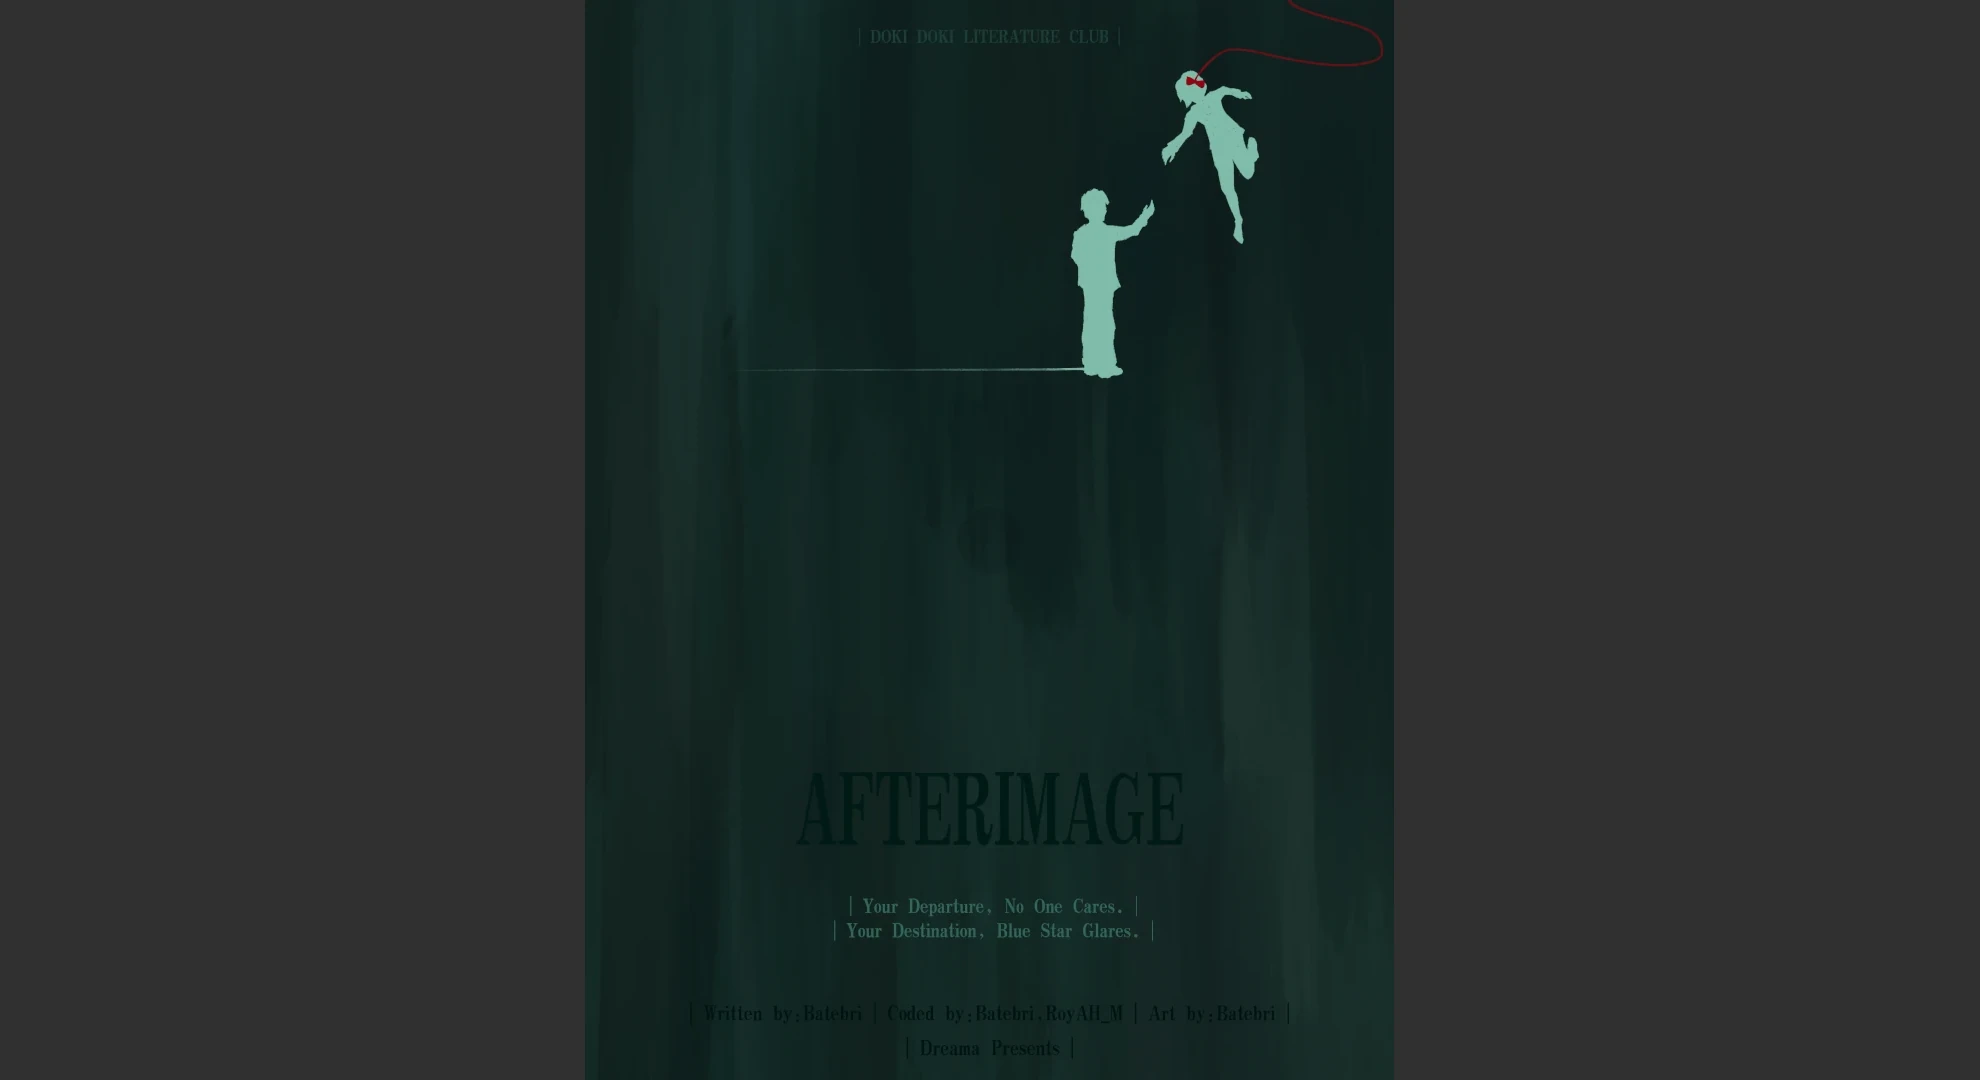 | DOKI DOKI LITERATURE CLUB |
AFTERIMAGE
| Your Departure, No One Cares. |
| Your Destination, Blue Star Glares. |
| Written by:Batebri | Coded by:Batebri,RoyAH_M | Art by:Batebri |
| Dreama Presents |